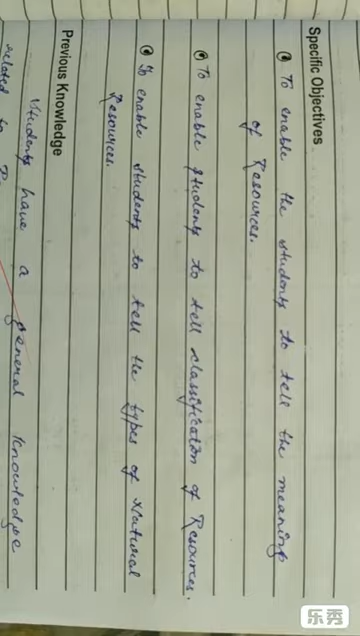 Specific Objectives
To enable the students to tell the meaning
of Resources.
To enable students to tell classification of Resources.
To enable students to tell the types of Natural
Resources.
Previous Knowledge
Students have a general knowledge
related to
乐秀